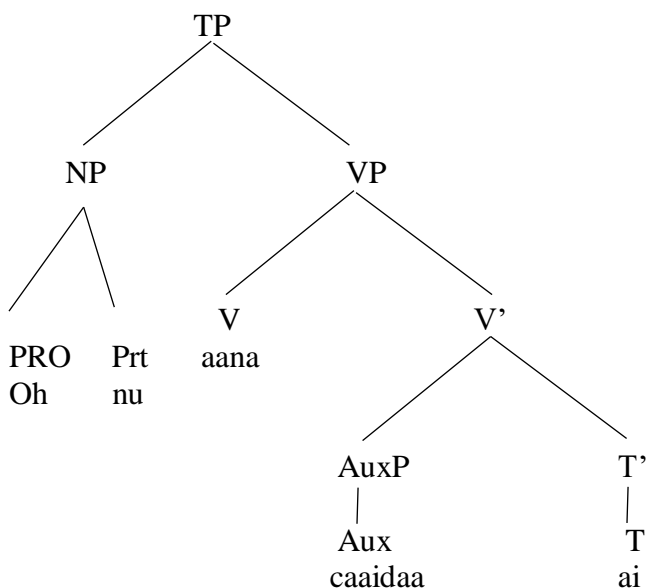 TP
NP VP
V V’
PRO Prt aana
Oh nu
AuxP T’
Aux T
caaidaa ai